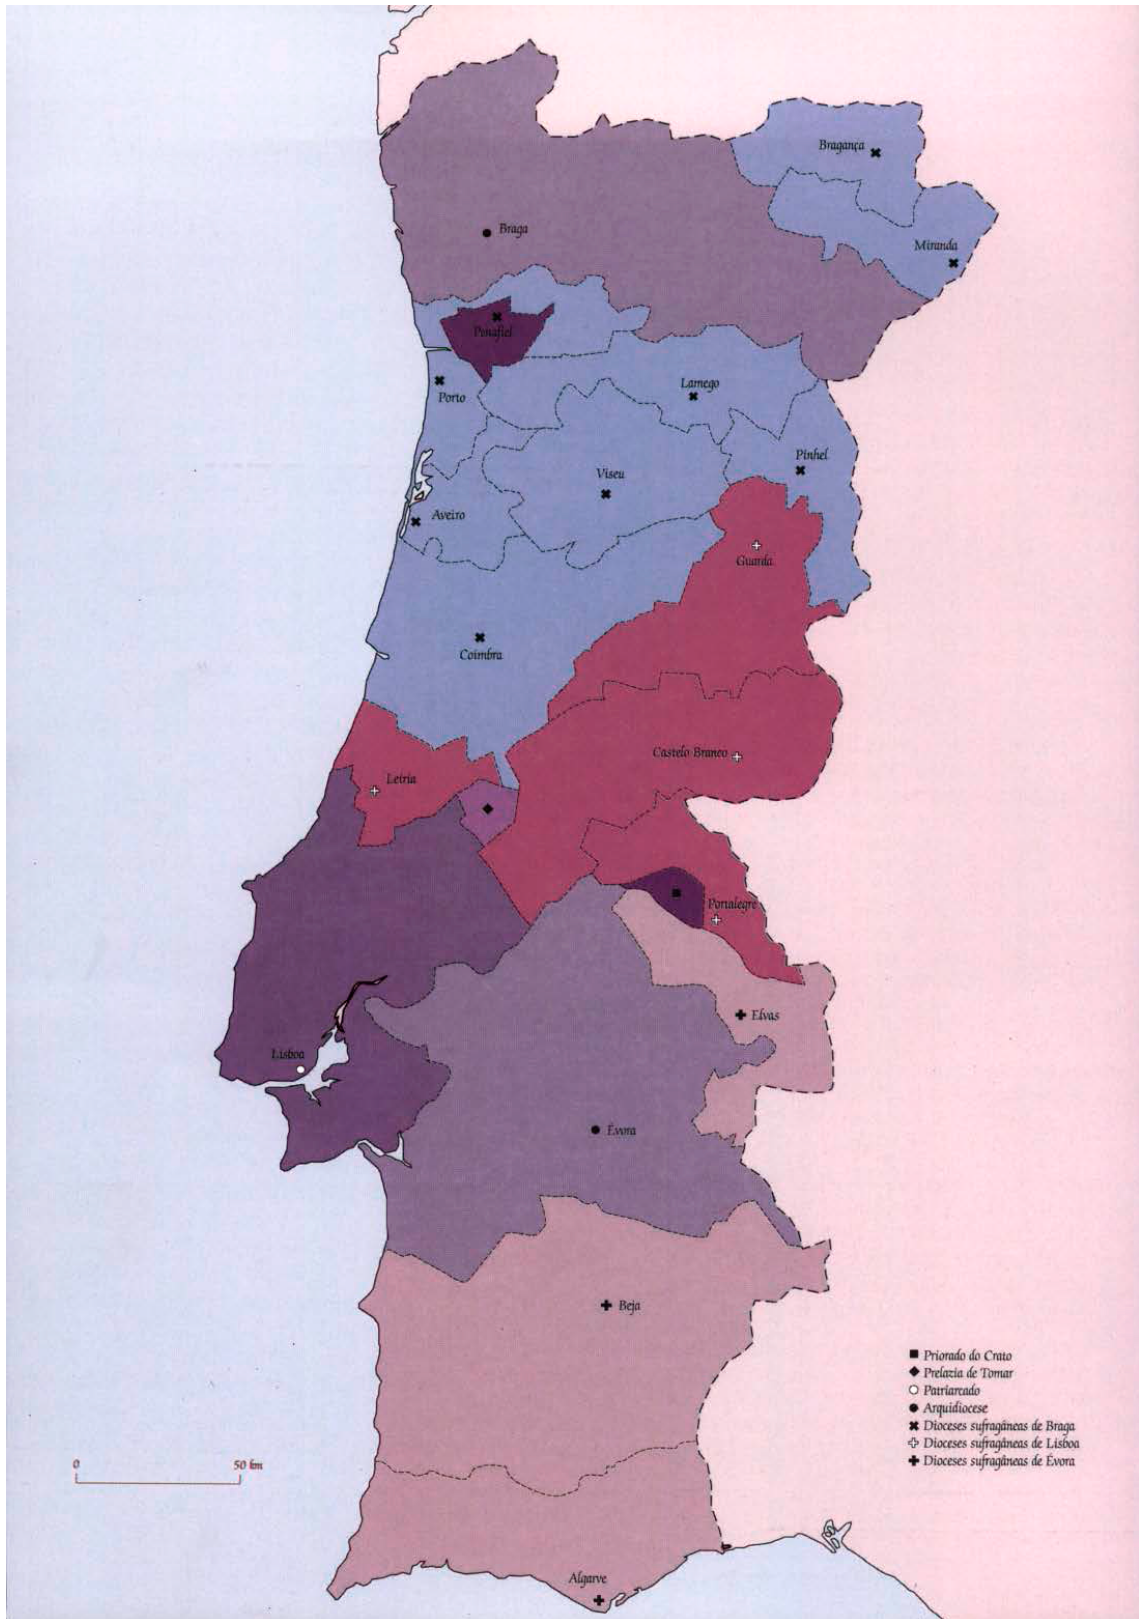 Bragança
Miranda
Braga
Penafiel
Porto
Lamego
Pinhel
Viseu
Aveiro
Guarda
Coimbra
Castelo Branco
Leiria
Portalegre
Elvas
Lisboa
Évora
Beja
Algarve
Priorado do Crato
Prelazia de Tomar
Patriarcado
Arquidiocese
Dioceses sufragâneas de Braga
Dioceses sufragâneas de Lisboa
Dioceses sufragâneas de Évora
0 50 km